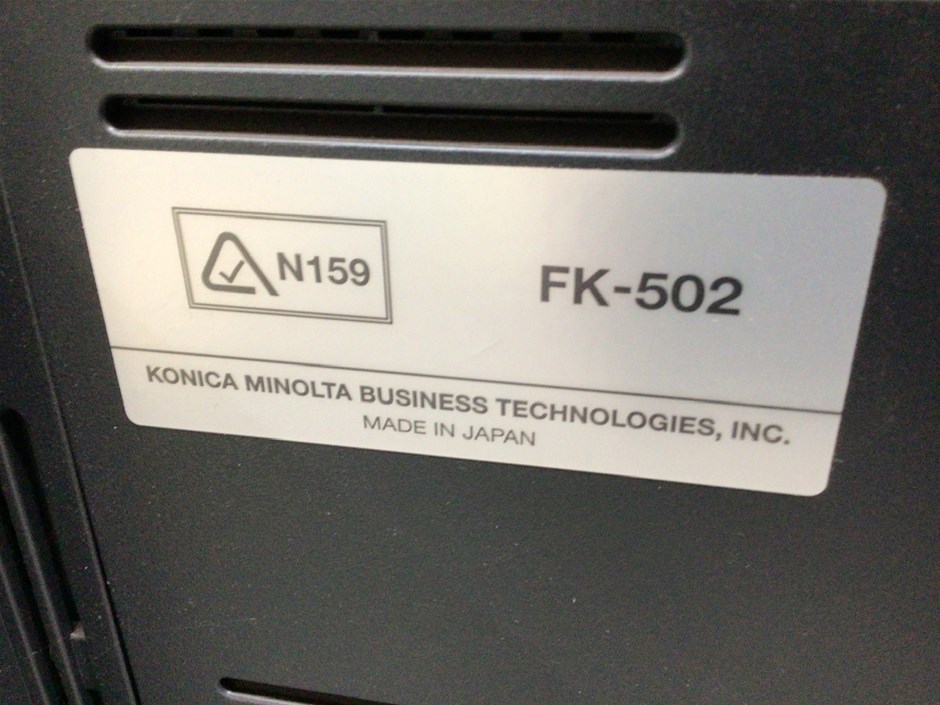 N159
FK-502
KONICA MINOLTA BUSINESS TECHNOLOGIES, INC.
MADE IN JAPAN